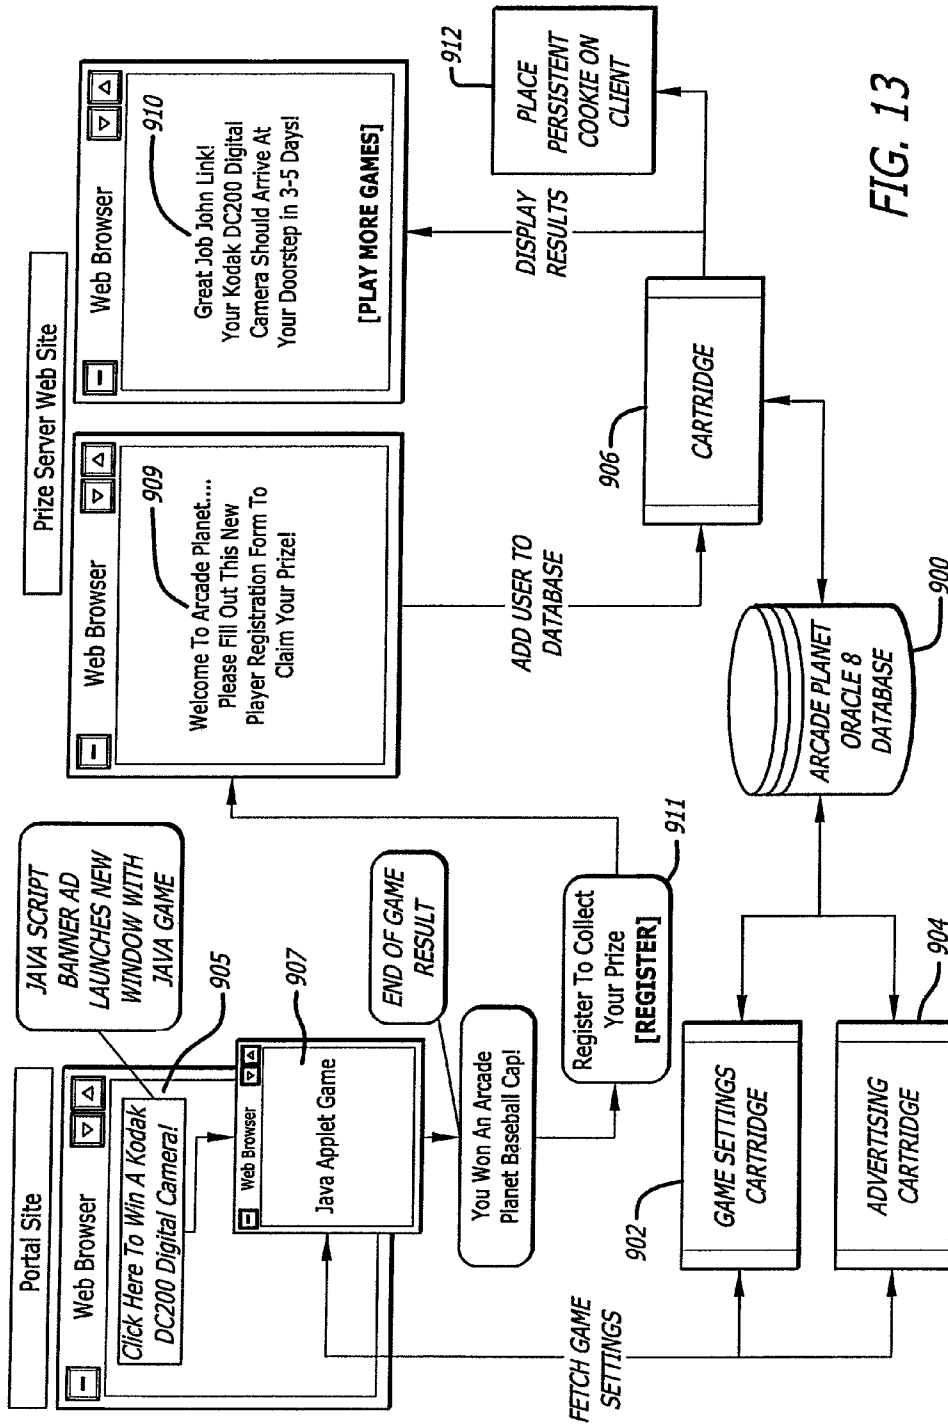 Portal Site
Web Browser
Click Here To Win A Kodak
DC200 Digital Camera!
905
JAVA SCRIPT
BANNER AD
LAUNCHES NEW
WINDOW WITH
JAVA GAME
Web Browser
Java Applet Game
907
END OF GAME
RESULT
You Won An Arcade
Planet Baseball Cap!
Register To Collect
Your Prize
[REGISTER]
911
FETCH GAME
SETTINGS
902
GAME SETTINGS
CARTRIDGE
ADVERTISING
CARTRIDGE
904
Prize Server Web Site
Web Browser
909
Welcome To Arcade Planet....
Please Fill Out This New
Player Registration Form To
Claim Your Prize!
Web Browser
910
Great Job John Link!
Your Kodak DC200 Digital
Camera Should Arrive At
Your Doorstep in 3-5 Days!
[PLAY MORE GAMES]
ADD USER TO
DATABASE
DISPLAY
RESULTS
912
PLACE
PERSISTENT
COOKIE ON
CLIENT
906
CARTRIDGE
ARCADE PLANET
ORACLE 8
DATABASE
900
FIG. 13